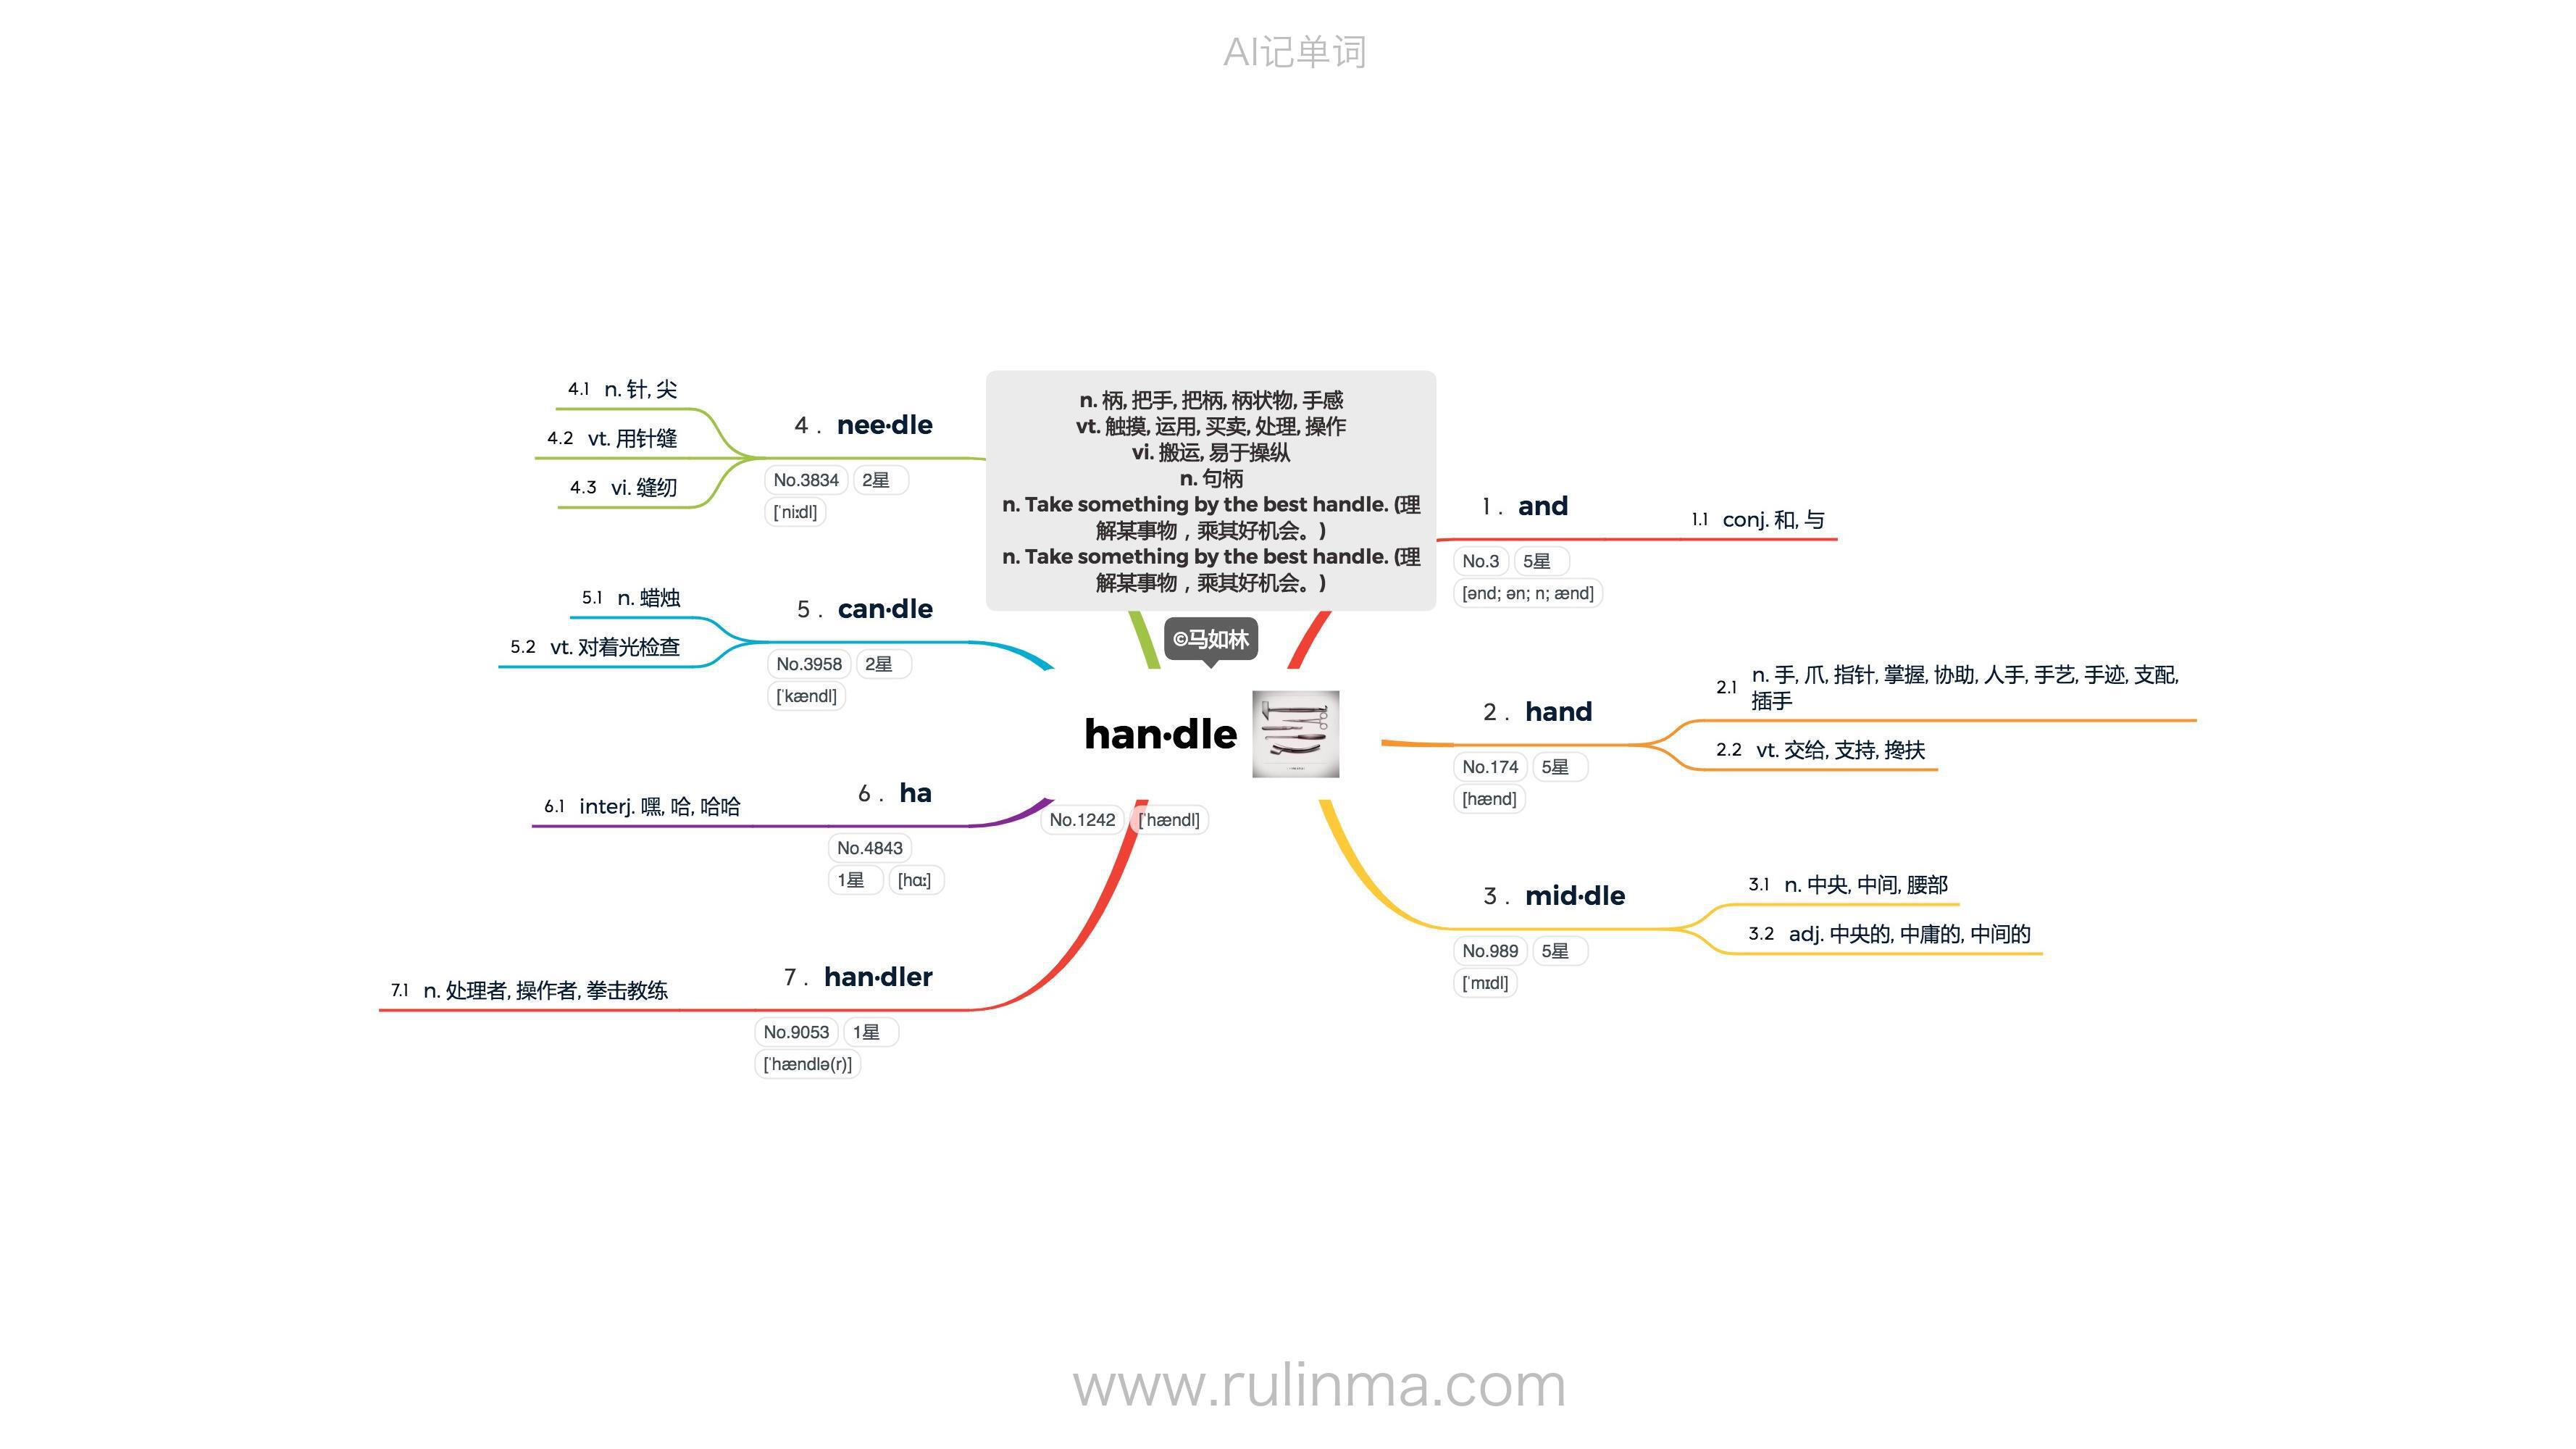 AI记单词
n. 柄, 把手, 把柄, 柄状物, 手感
vt. 触摸, 运用, 买卖, 处理, 操作
vi. 搬运, 易于操纵
n. 句柄
n. Take something by the best handle. (理
解某事物，乘其好机会。)
n. Take something by the best handle. (理
解某事物，乘其好机会。)
©马如林
han·dle
No.1242 [ˈhændl]
1. and
No.3 5星
[ənd; ən; n; ænd]
1.1 conj. 和, 与
2. hand
No.174 5星
[hænd]
2.1 n. 手, 爪, 指针, 掌握, 协助, 人手, 手艺, 手迹, 支配,
插手
2.2 vt. 交给, 支持, 搀扶
3. mid·dle
No.989 5星
[ˈmɪdl]
3.1 n. 中央, 中间, 腰部
3.2 adj. 中央的, 中庸的, 中间的
4. nee·dle
No.3834 2星
[ˈniːdl]
4.1 n. 针, 尖
4.2 vt. 用针缝
4.3 vi. 缝纫
5. can·dle
No.3958 2星
[ˈkændl]
5.1 n. 蜡烛
5.2 vt. 对着光检查
6. ha
No.4843
1星 [hɑː]
6.1 interj. 嘿, 哈, 哈哈
7. han·dler
No.9053 1星
[ˈhændlə(r)]
7.1 n. 处理者, 操作者, 拳击教练
www.rulinma.com